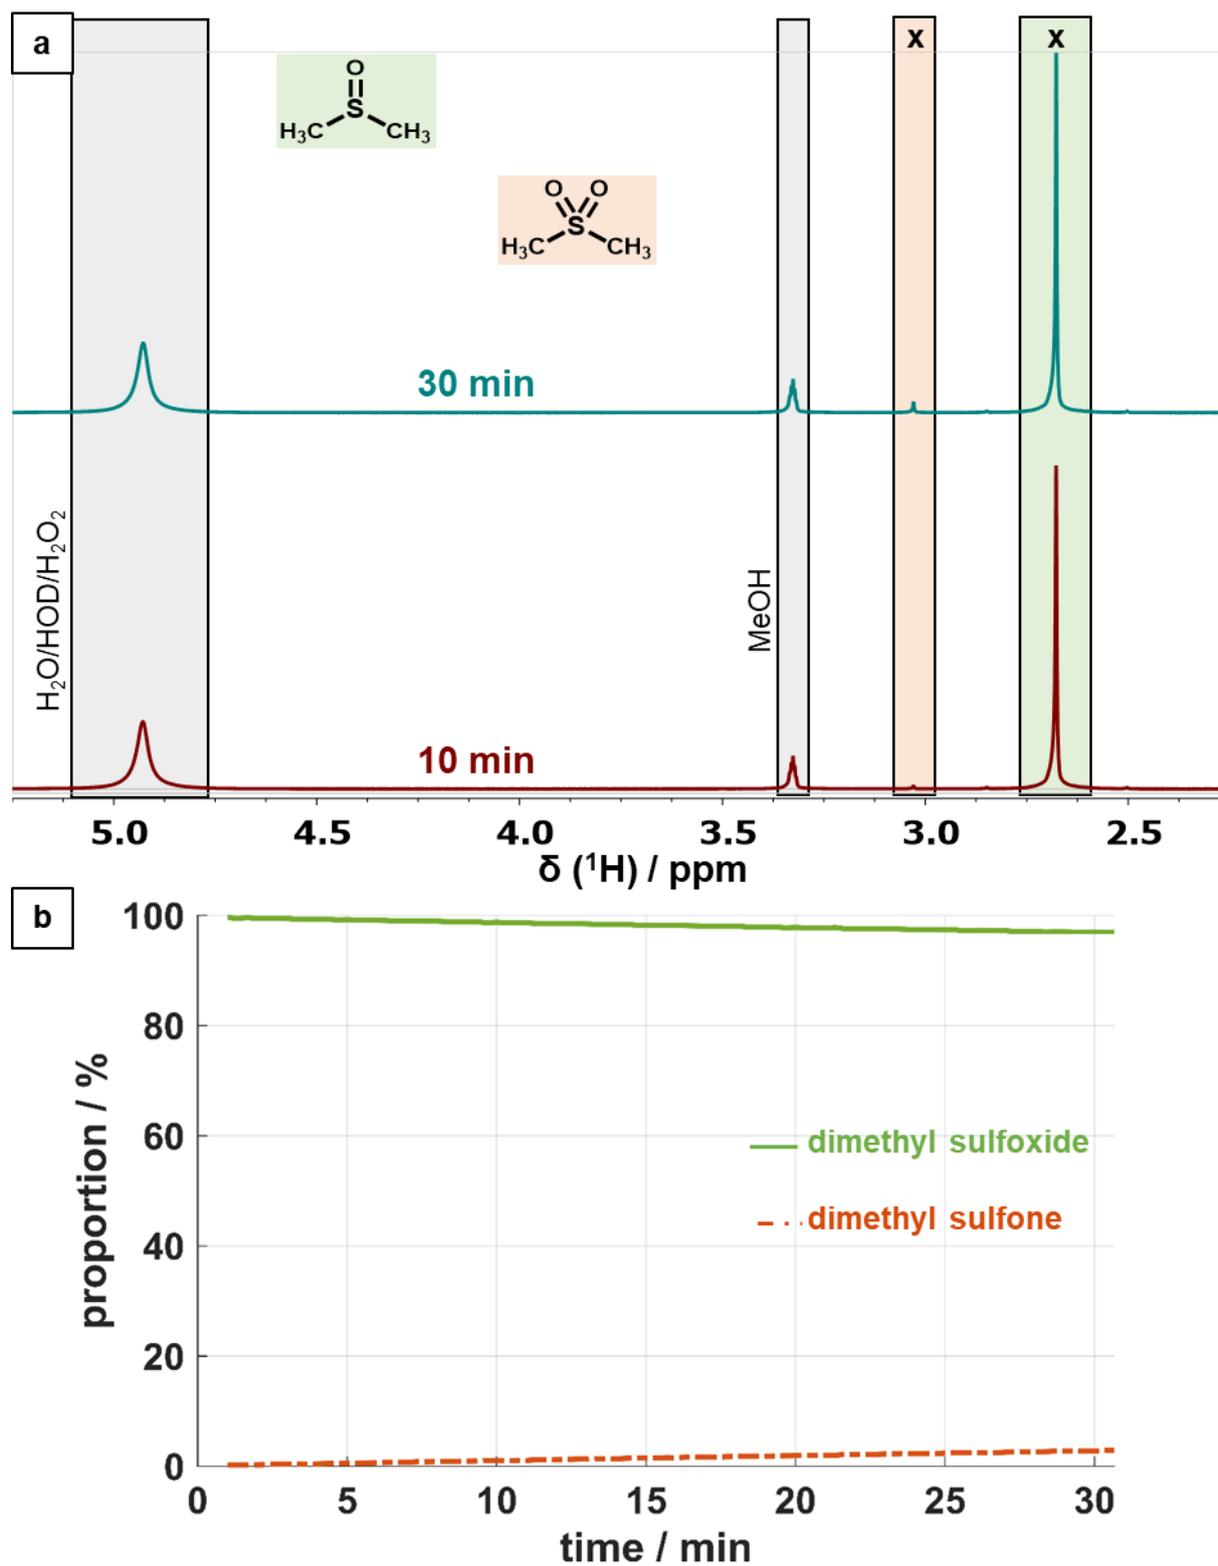 a
x x
O
S
H₃C CH₃
O O
S
H₃C CH₃
30 min
H₂O/HOD/H₂O₂
MeOH
10 min
5.0 4.5 4.0 3.5 3.0 2.5
δ (¹H) / ppm
b
100
80
60
40
20
0
proportion / %
dimethyl sulfoxide
dimethyl sulfone
0 5 10 15 20 25 30
time / min